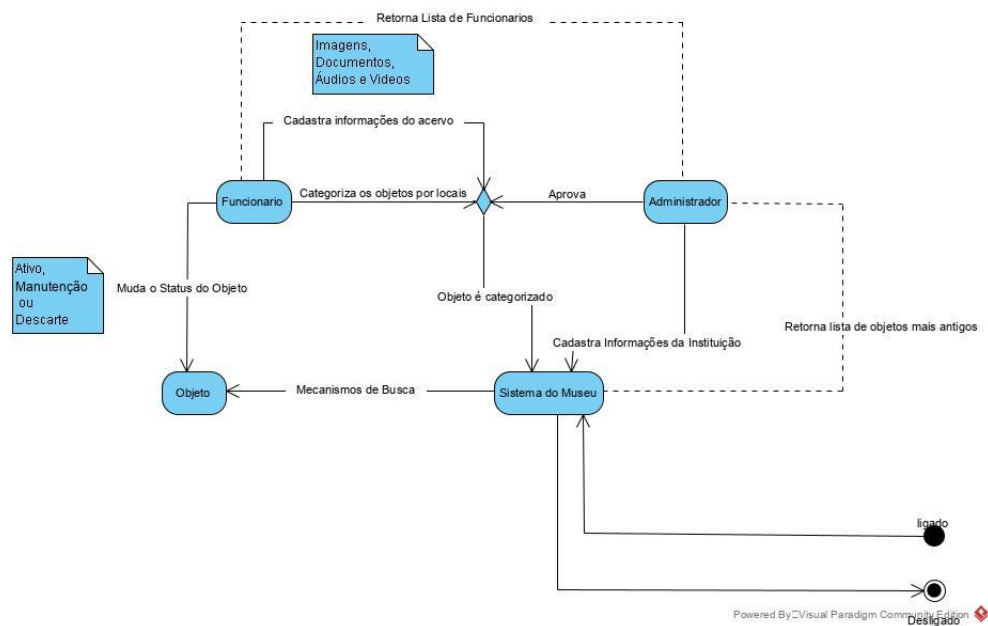 Retorna Lista de Funcionarios
Imagens,
Documentos,
Áudios e Videos
Cadastra informações do acervo
Categoriza os objetos por locais
Aprova
Funcionario
Administrador
Ativo,
Manutenção
ou
Descarte
Muda o Status do Objeto
Objeto é categorizado
Retorna lista de objetos mais antigos
Cadastra Informações da Instituição
Objeto
Mecanismos de Busca
Sistema do Museu
ligado
Powered By Visual Paradigm Community Edition
Desligado